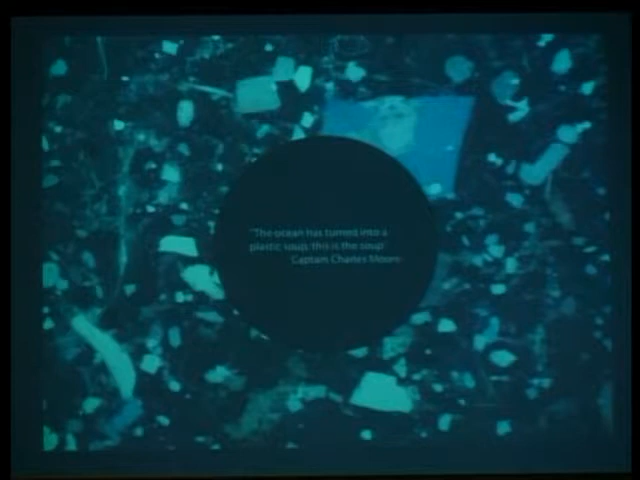 "The ocean has turned into a
plastic soup, this is the soup"
Captain Charles Moore